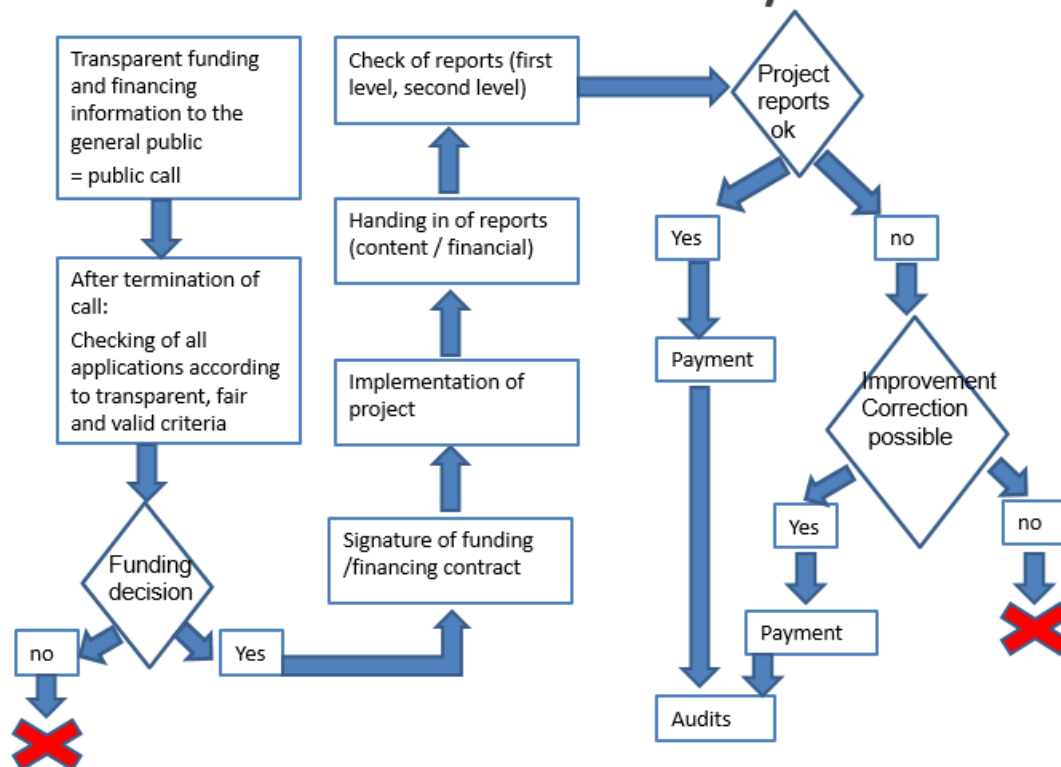 Transparent funding
and financing
information to the
general public
= public call
After termination of
call:
Checking of all
applications according
to transparent, fair
and valid criteria
Funding
decision
no
Yes
Signature of funding
/financing contract
Implementation of
project
Handing in of reports
(content / financial)
Check of reports (first
level, second level)
Project
reports
ok
Yes
no
Payment
Improvement
Correction
possible
Yes
no
Payment
Audits